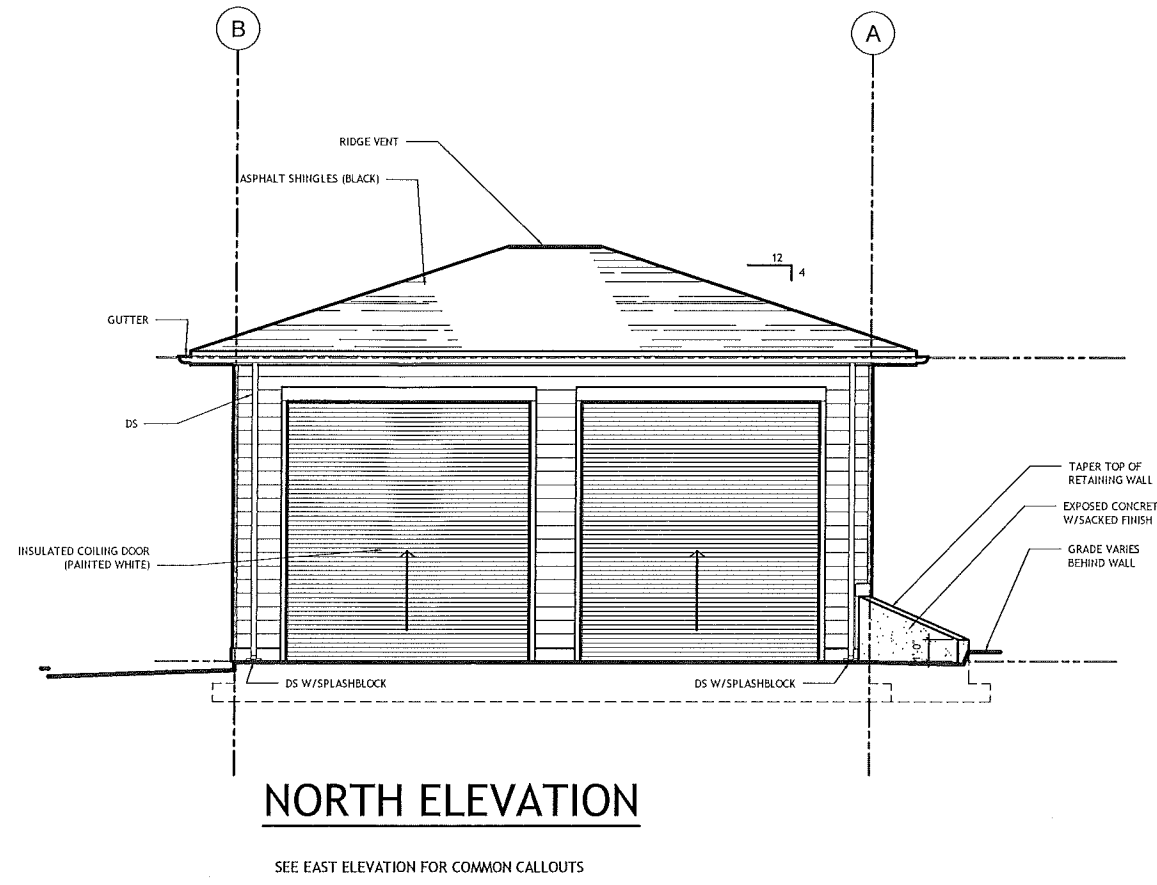 B
A
RIDGE VENT
ASPHALT SHINGLES (BLACK)
12
4
GUTTER
DS
TAPER TOP OF
RETAINING WALL
EXPOSED CONCRET
W/SACKED FINISH
INSULATED COILING DOOR
(PAINTED WHITE)
GRADE VARIES
BEHIND WALL
1'-0"
DS W/SPLASHBLOCK
DS W/SPLASHBLOCK
NORTH ELEVATION
SEE EAST ELEVATION FOR COMMON CALLOUTS